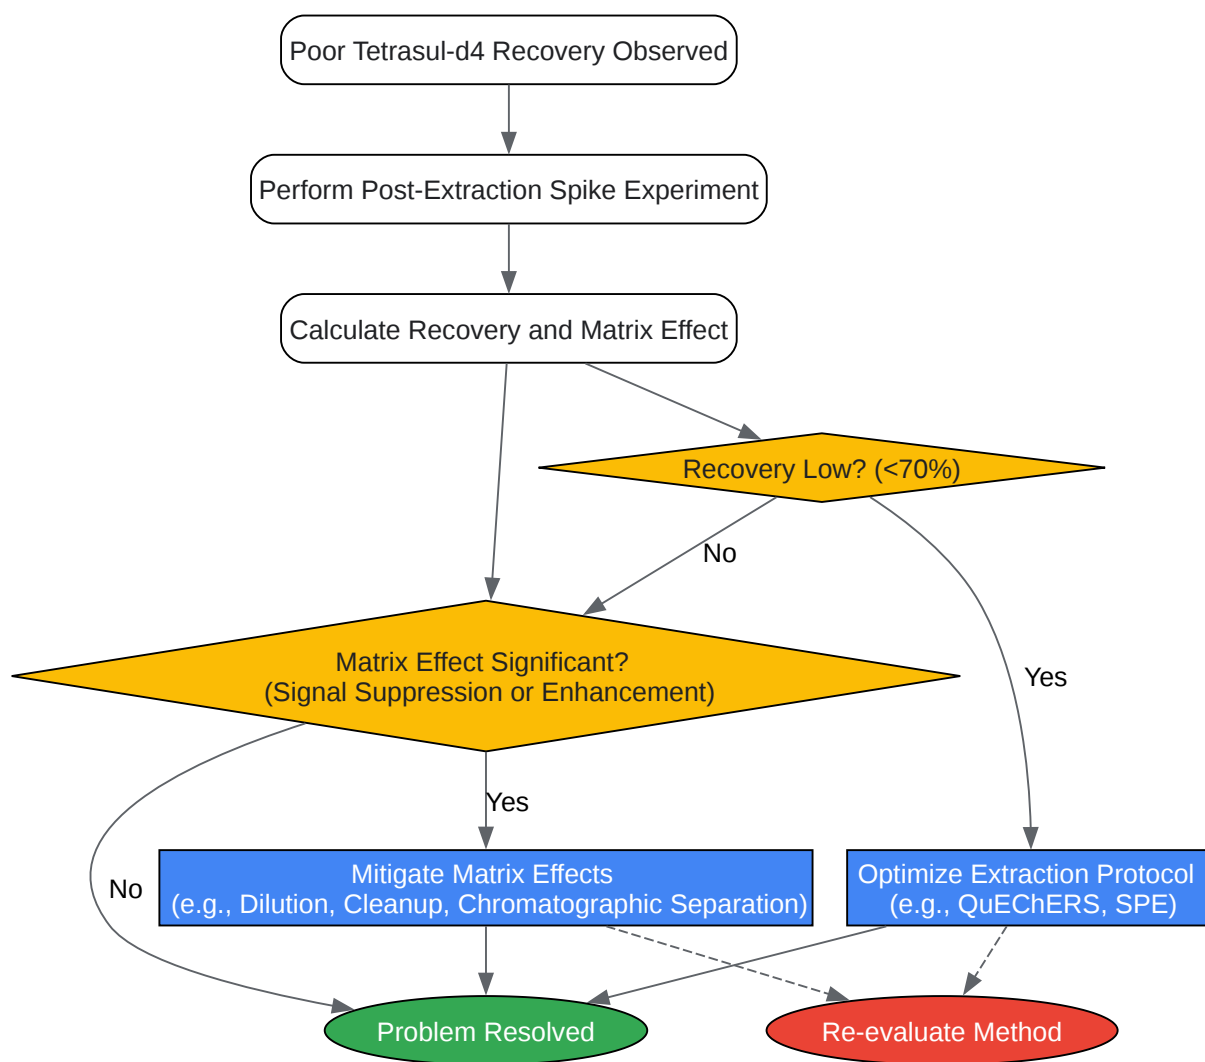 Poor Tetrasul-d4 Recovery Observed
Perform Post-Extraction Spike Experiment
Calculate Recovery and Matrix Effect
Recovery Low? (<70%)
No
Matrix Effect Significant?
(Signal Suppression or Enhancement)
Yes
Yes
No
Mitigate Matrix Effects
(e.g., Dilution, Cleanup, Chromatographic Separation)
Optimize Extraction Protocol
(e.g., QuEChERS, SPE)
Problem Resolved
Re-evaluate Method